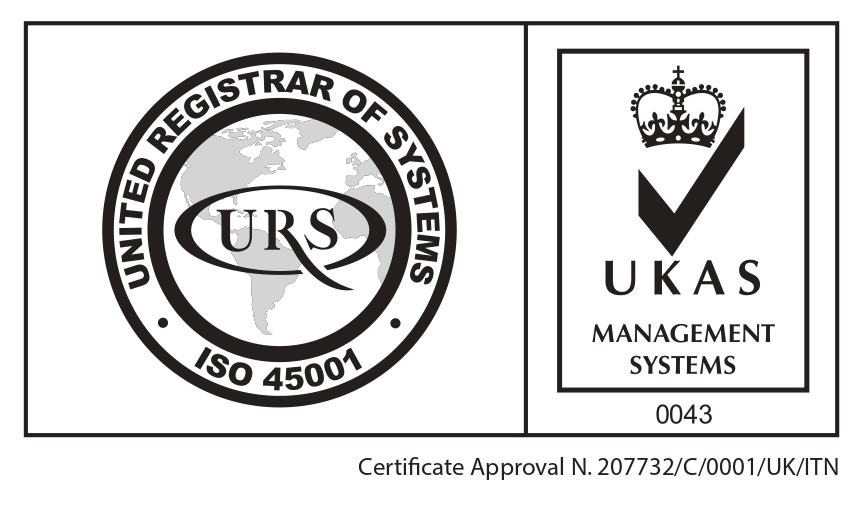 UNITED REGISTRAR OF SYSTEMS
URS
ISO 45001
UKAS
MANAGEMENT
SYSTEMS
0043
Certificate Approval N. 207732/C/0001/UK/ITN